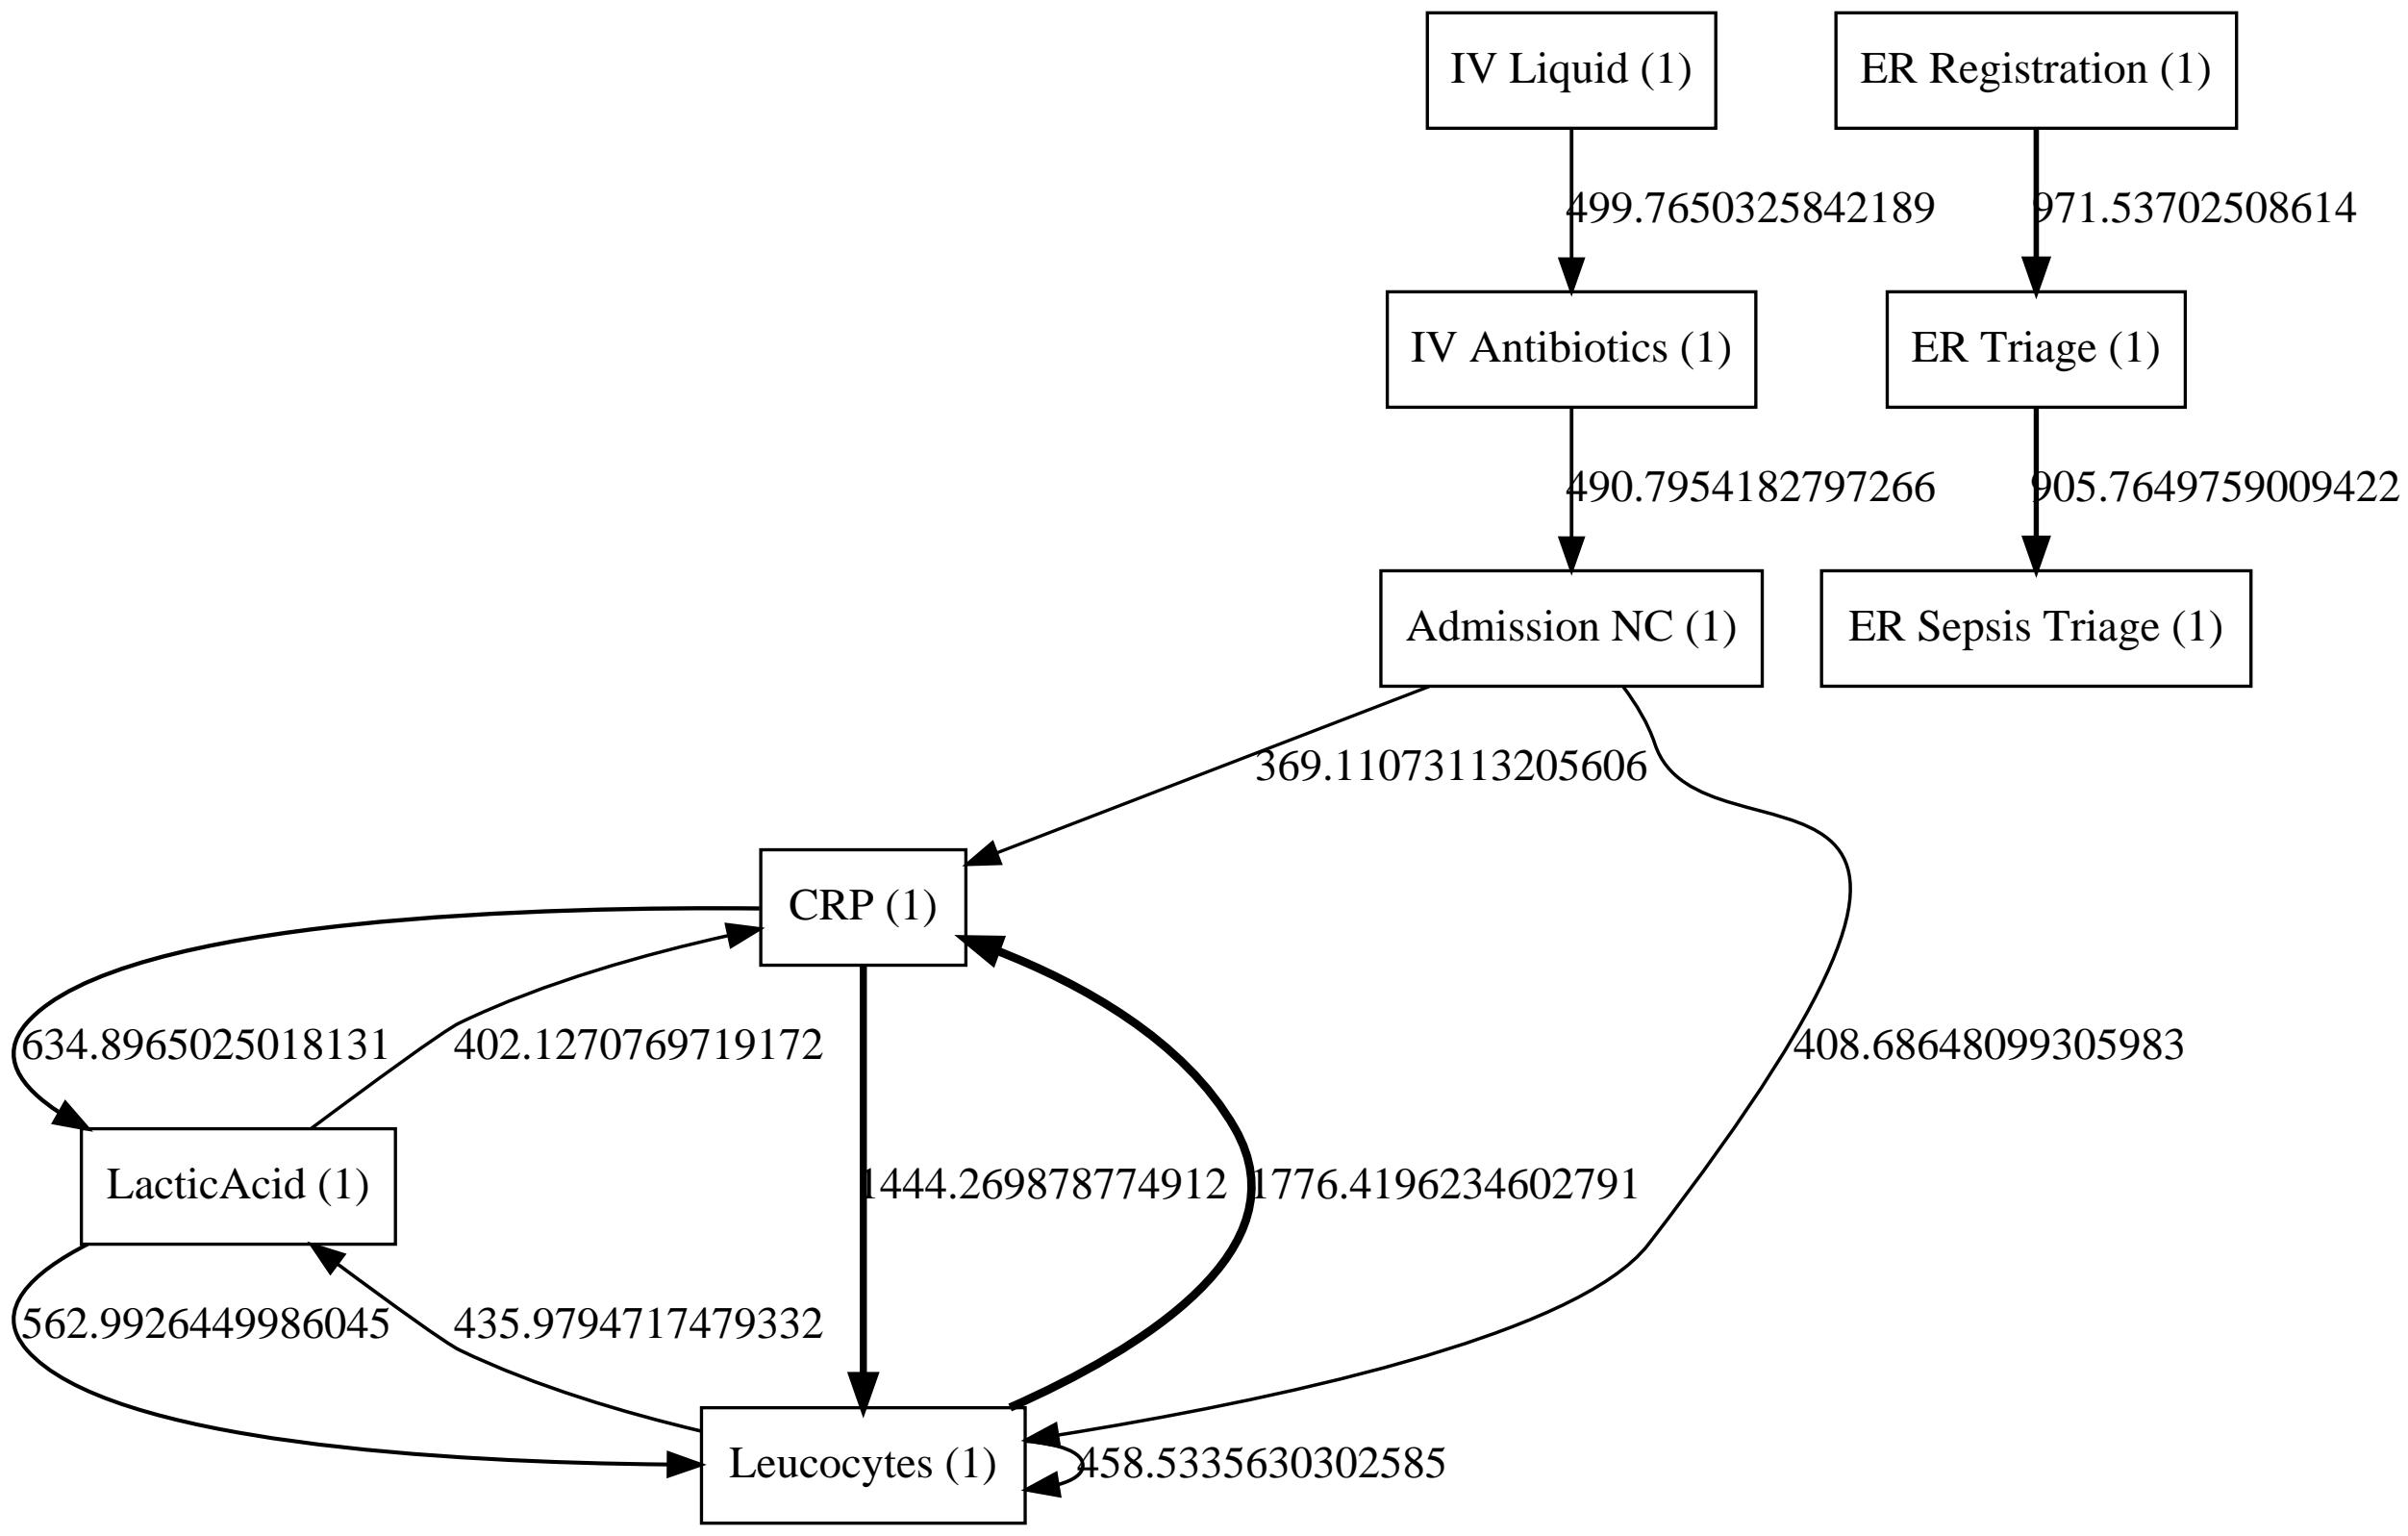 IV Liquid (1)
ER Registration (1)
499.7650325842189
971.53702508614
IV Antibiotics (1)
ER Triage (1)
490.7954182797266
905.7649759009422
Admission NC (1)
ER Sepsis Triage (1)
369.11073113205606
CRP (1)
634.8965025018131
402.1270769719172
408.68648099305983
LacticAcid (1)
1444.269878774912
1776.4196234602791
562.9926449986045
435.9794717479332
Leucocytes (1)
458.5335630302585